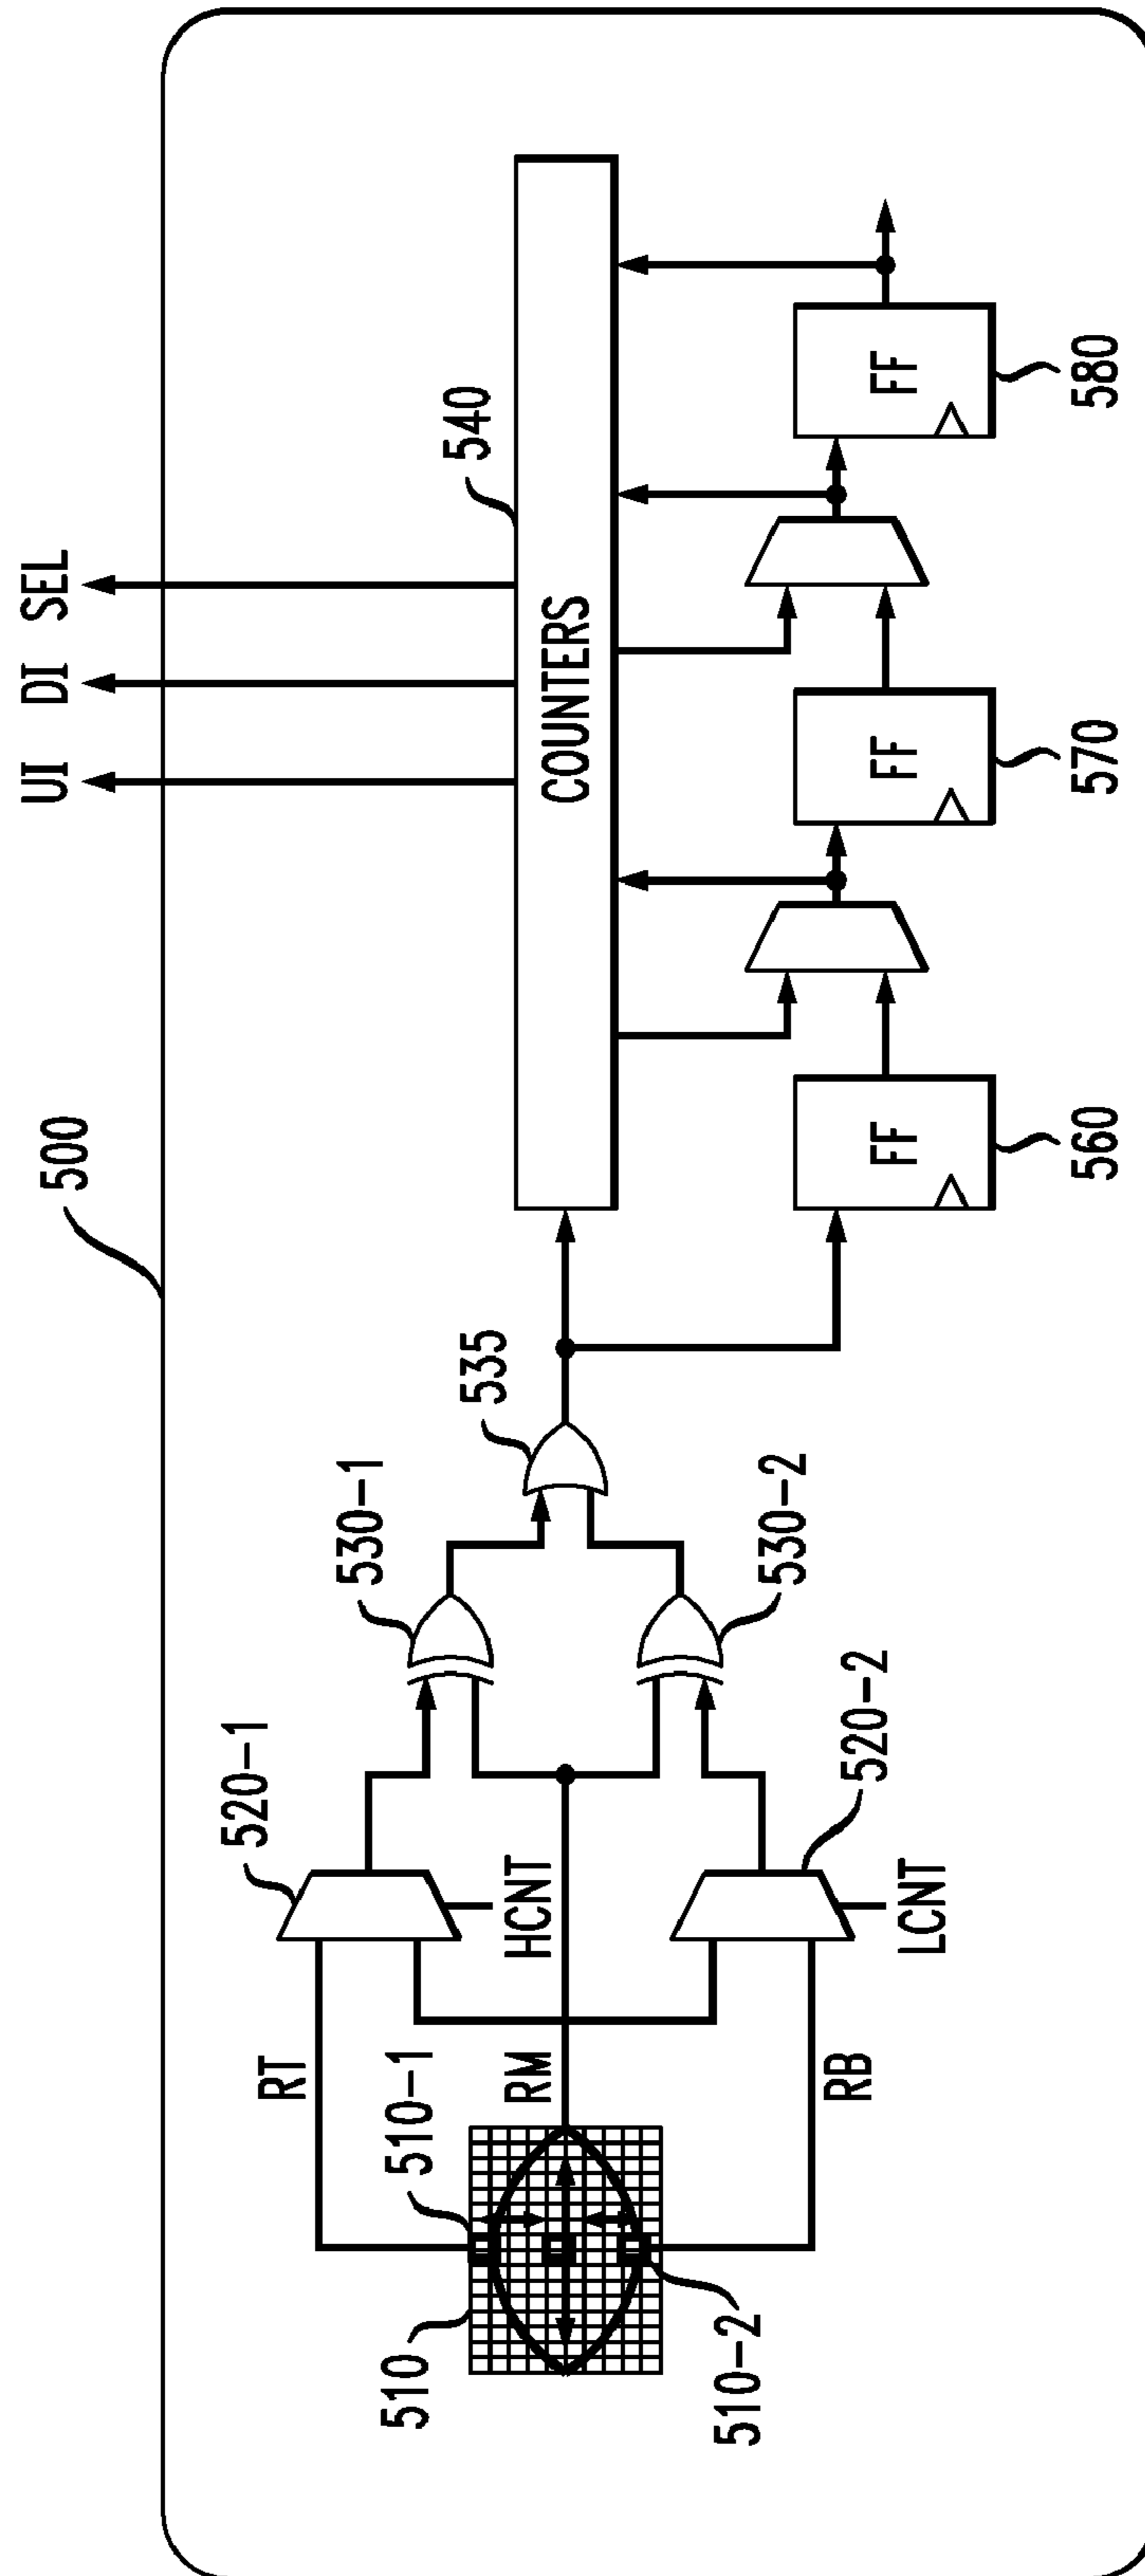 500
UI
DI
SEL
540
COUNTERS
535
530-1
530-2
520-1
520-2
HCNT
LCNT
RT
RM
RB
510-1
510
510-2
FF
560
FF
570
FF
580